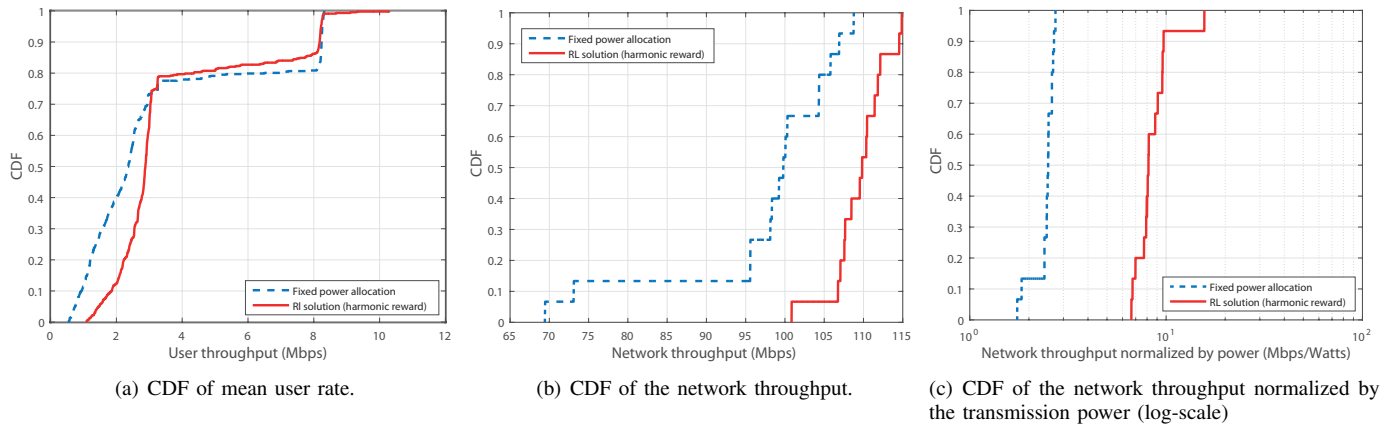 1
0.9
0.8
0.7
0.6
0.5
0.4
0.3
0.2
0.1
0
CDF
0 2 4 6 8 10 12
User throughput (Mbps)
Fixed power allocation
Rl solution (harmonic reward)
(a) CDF of mean user rate.
1
0.9
0.8
0.7
0.6
0.5
0.4
0.3
0.2
0.1
0
CDF
65 70 75 80 85 90 95 100 105 110 115
Network throughput (Mbps)
Fixed power allocation
RL solution (harmonic reward)
(b) CDF of the network throughput.
1
0.9
0.8
0.7
0.6
0.5
0.4
0.3
0.2
0.1
0
CDF
10⁰ 10¹ 10²
Network throughput normalized by power (Mbps/Watts)
Fixed power allocation
RL solution (harmonic reward)
(c) CDF of the network throughput normalized by
the transmission power (log-scale)